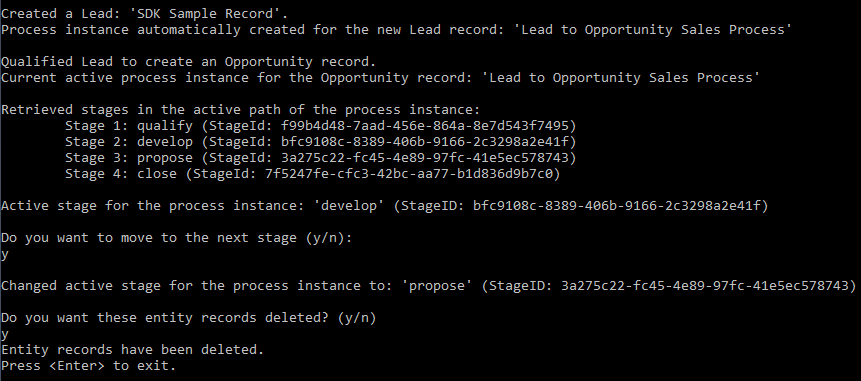 Created a Lead: 'SDK Sample Record'.
Process instance automatically created for the new Lead record: 'Lead to Opportunity Sales Process'
Qualified Lead to create an Opportunity record.
Current active process instance for the Opportunity record: 'Lead to Opportunity Sales Process'
Retrieved stages in the active path of the process instance:
Stage 1: qualify (StageId: f99b4d48-7aad-456e-864a-8e7d543f7495)
Stage 2: develop (StageId: bfc9108c-8389-406b-9166-2c3298a2e41f)
Stage 3: propose (StageId: 3a275c22-fc45-4e89-97fc-41e5ec578743)
Stage 4: close (StageId: 7f5247fe-cfc3-42bc-aa77-b1d836d9b7c0)
Active stage for the process instance: 'develop' (StageID: bfc9108c-8389-406b-9166-2c3298a2e41f)
Do you want to move to the next stage (y/n):
y
Changed active stage for the process instance to: 'propose' (StageID: 3a275c22-fc45-4e89-97fc-41e5ec578743)
Do you want these entity records deleted? (y/n)
y
Entity records have been deleted.
Press <Enter> to exit.